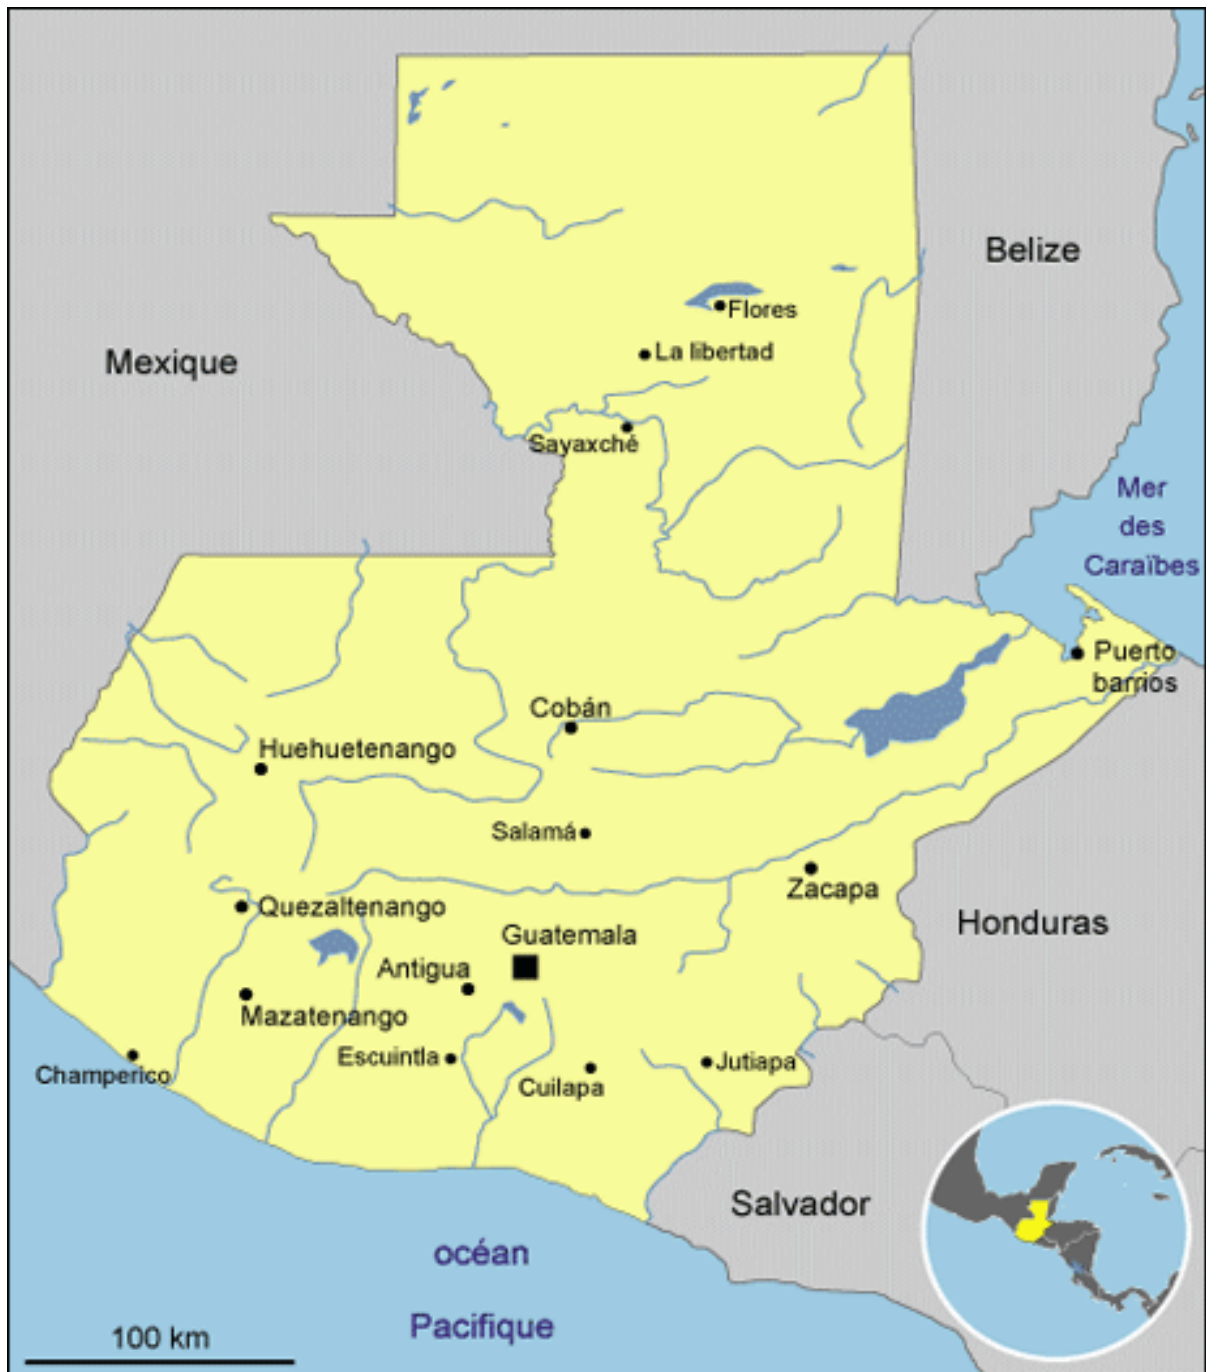 Belize
Flores
La libertad
Mexique
Sayaxché
Mer
des
Caraïbes
Puerto
barrios
Cobán
Huehuetenango
Salamá
Zacapa
Quezaltenango
Honduras
Guatemala
Antigua
Mazatenango
Escuintla
Jutiapa
Champerico
Cuilapa
Salvador
océan
Pacifique
100 km